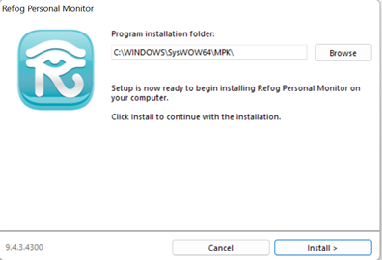 Refog Personal Monitor
Program installation folder:
C:\WINDOWS\SysWOW64\MPK\
Browse
Setup is now ready to begin installing Refog Personal Monitor on
your computer.
Click Install to continue with the installation.
9.4.3.4300
Cancel
Install >